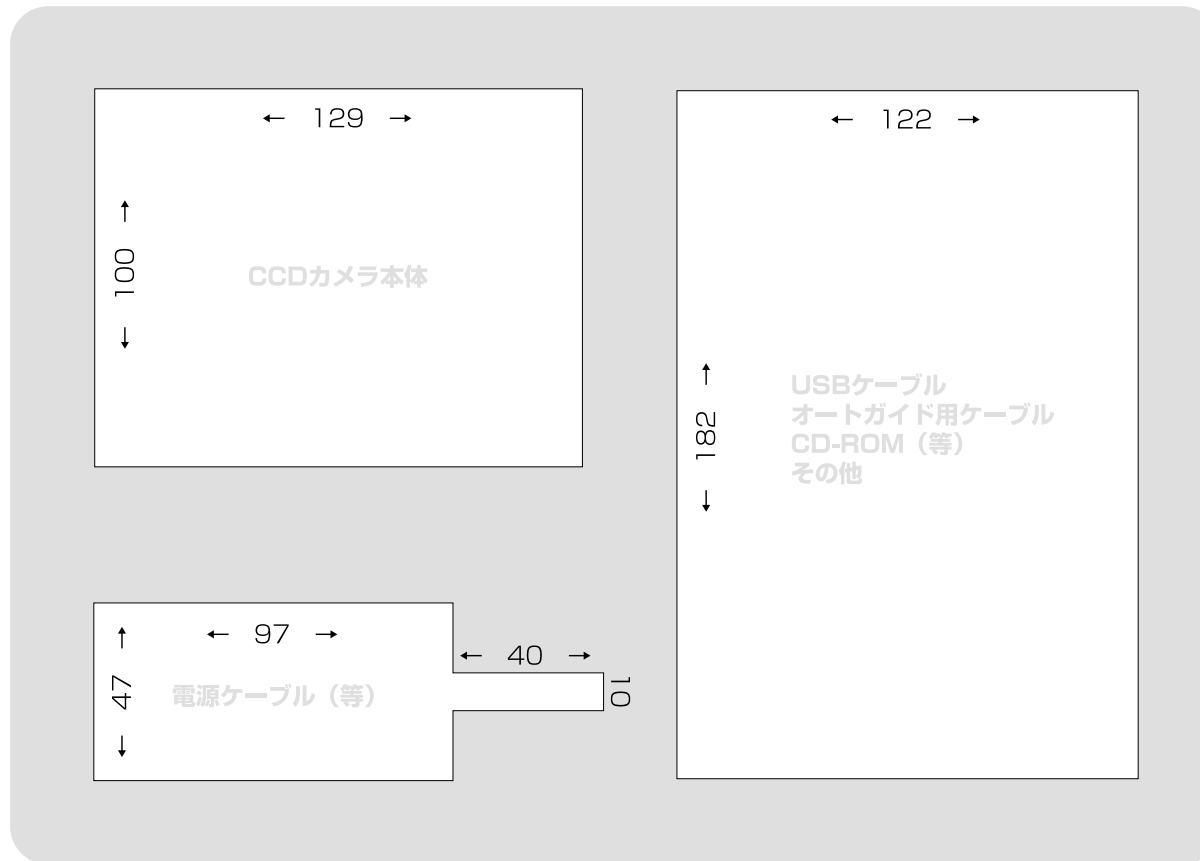 129
100
CCDカメラ本体
122
182
USBケーブル
オートガイド用ケーブル
CD-ROM（等）
その他
97
47
電源ケーブル（等）
40
10